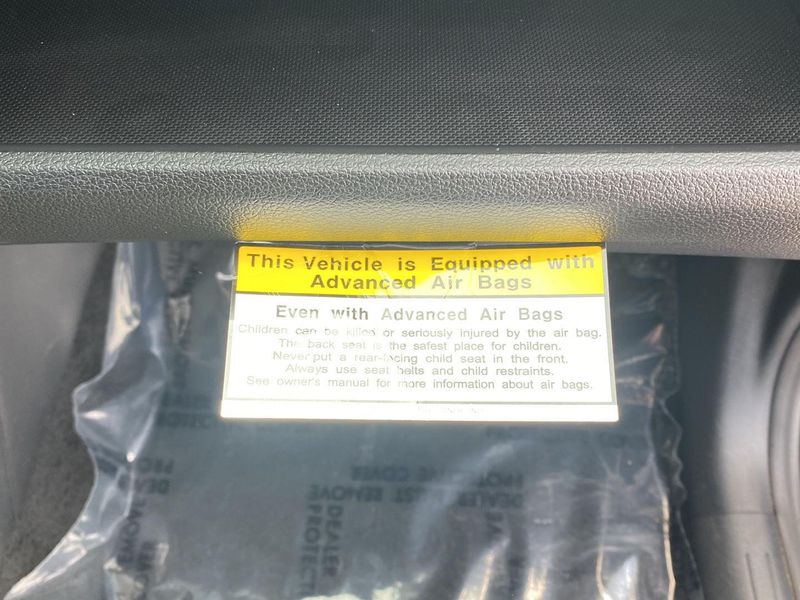 This Vehicle is Equipped with
Advanced Air Bags
Even with Advanced Air Bags
Children can be killed or seriously injured by the air bag.
The back seat is the safest place for children.
Never put a rear-facing child seat in the front.
Always use seat belts and child restraints.
See owner's manual for more information about air bags.
PROTECTIVE COVER
DEALER MUST REMOVE
DEALER
PROTEC